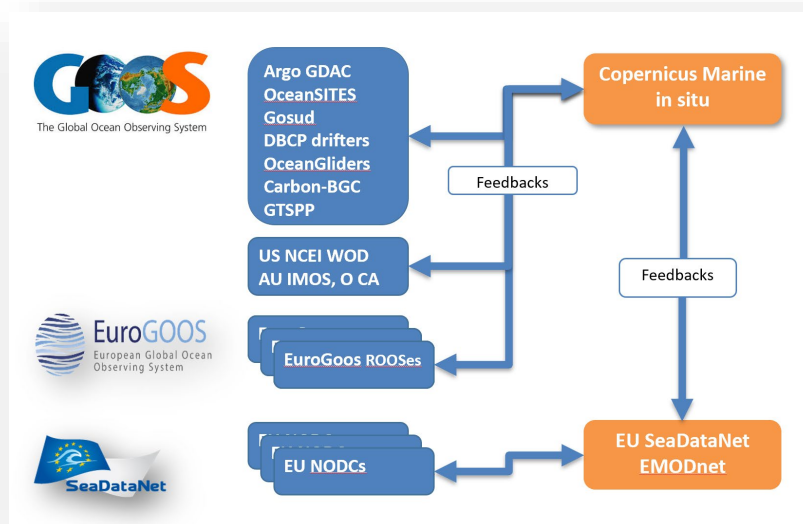 GOOS
The Global Ocean Observing System
Argo GDAC
OceanSITES
Gosud
DBCP drifters
OceanGliders
Carbon-BGC
GTSPP
Copernicus Marine
in situ
Feedbacks
US NCEI WOD
AU IMOS, O CA
Feedbacks
EuroGOOS
European Global Ocean
Observing System
EuroGoos ROOSes
SeaDataNet
EU NODCs
EU SeaDataNet
EMODnet